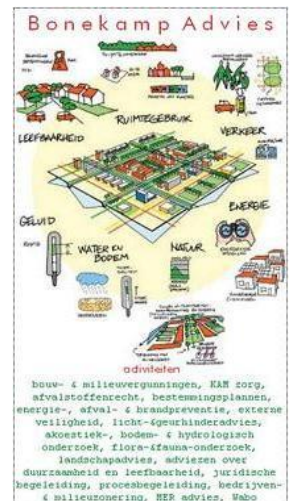 Bonekamp Advies
RUIMTEGEBRUIK
LEEFBAARHEID
VERKEER
ENERGIE
GELUID
WATER EN
BODEM
NATUUR
activiteiten
bouw- & milieuvergunningen, KAM zorg,
afvalstoffenrecht, bestemmingsplannen,
energie-, afval- & brandpreventie, externe
veiligheid, licht-&geurhinderadvies,
akoestiek-, bodem- & hydrologisch
onderzoek, flora-&fauna-onderzoek,
landschapadvies, adviezen over
duurzaamheid en leefbaarheid, juridische
begeleiding, procesbegeleiding, bedrijven-
& milieuzonering, MER advies, Wabo